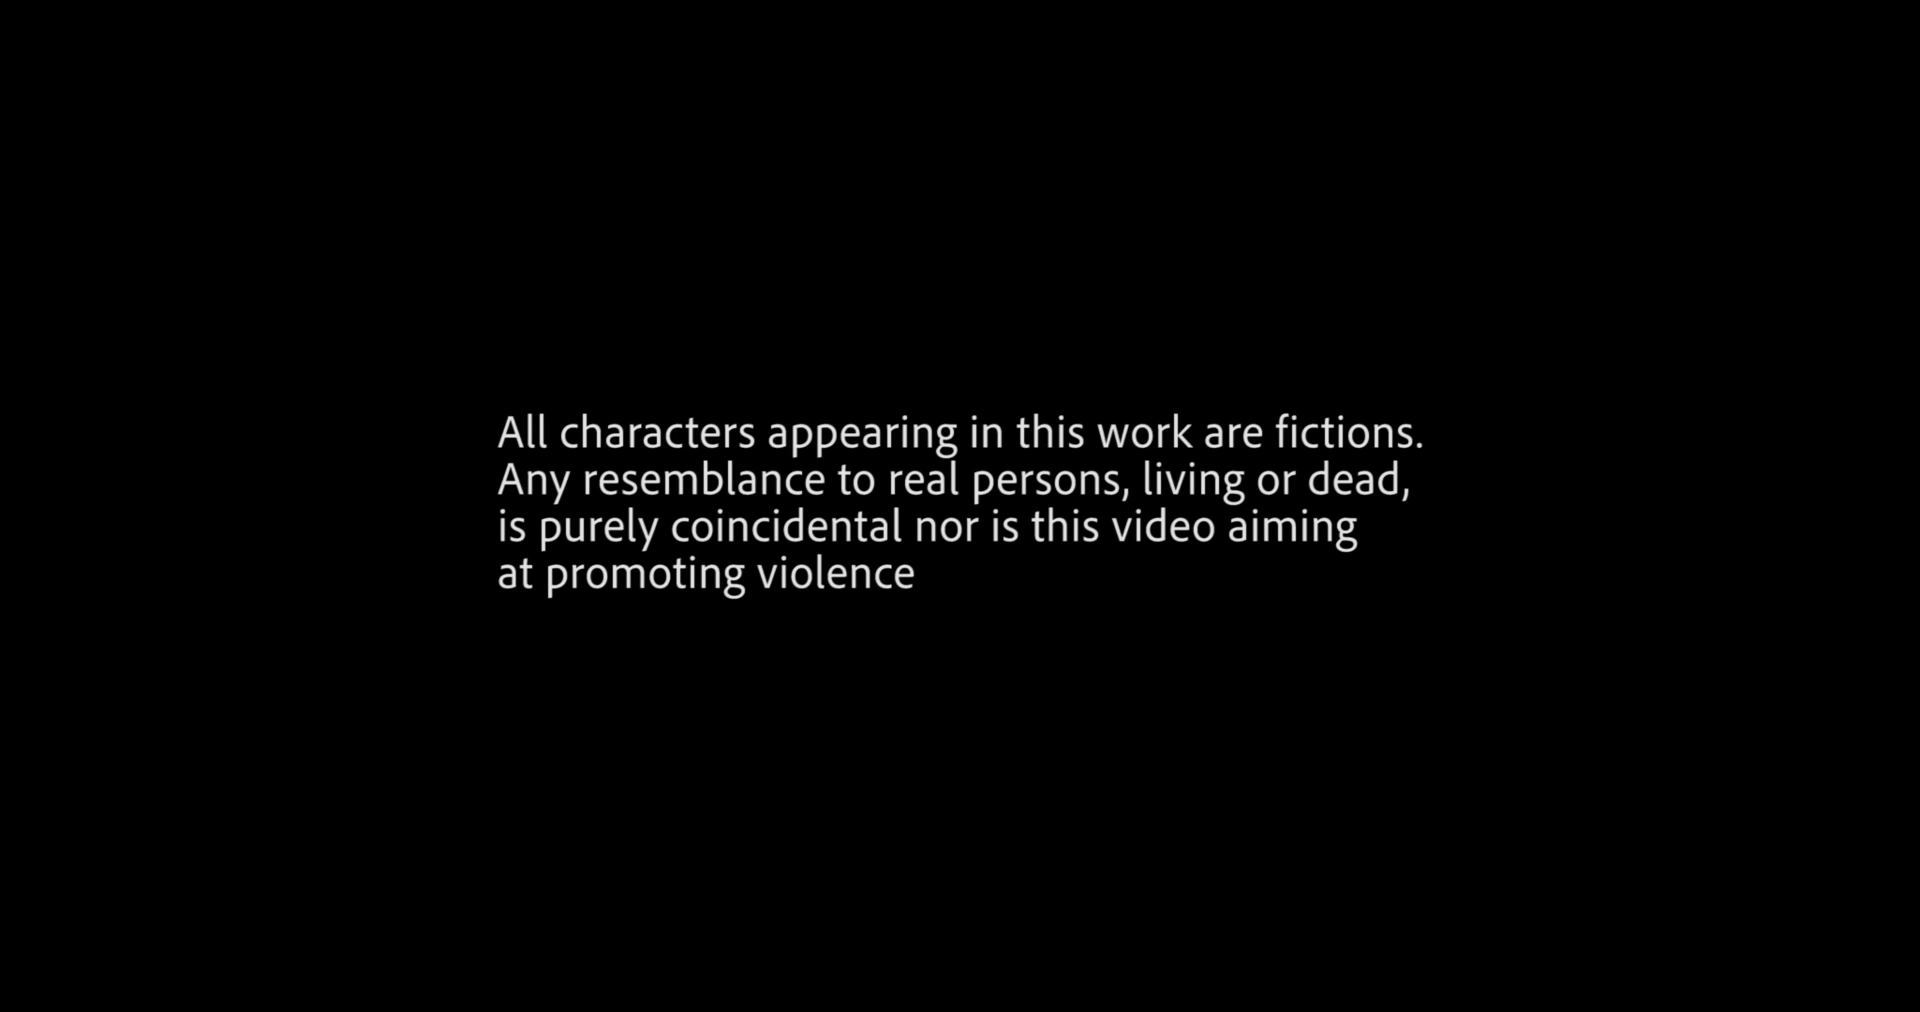 All characters appearing in this work are fictions.
Any resemblance to real persons, living or dead,
is purely coincidental nor is this video aiming
at promoting violence